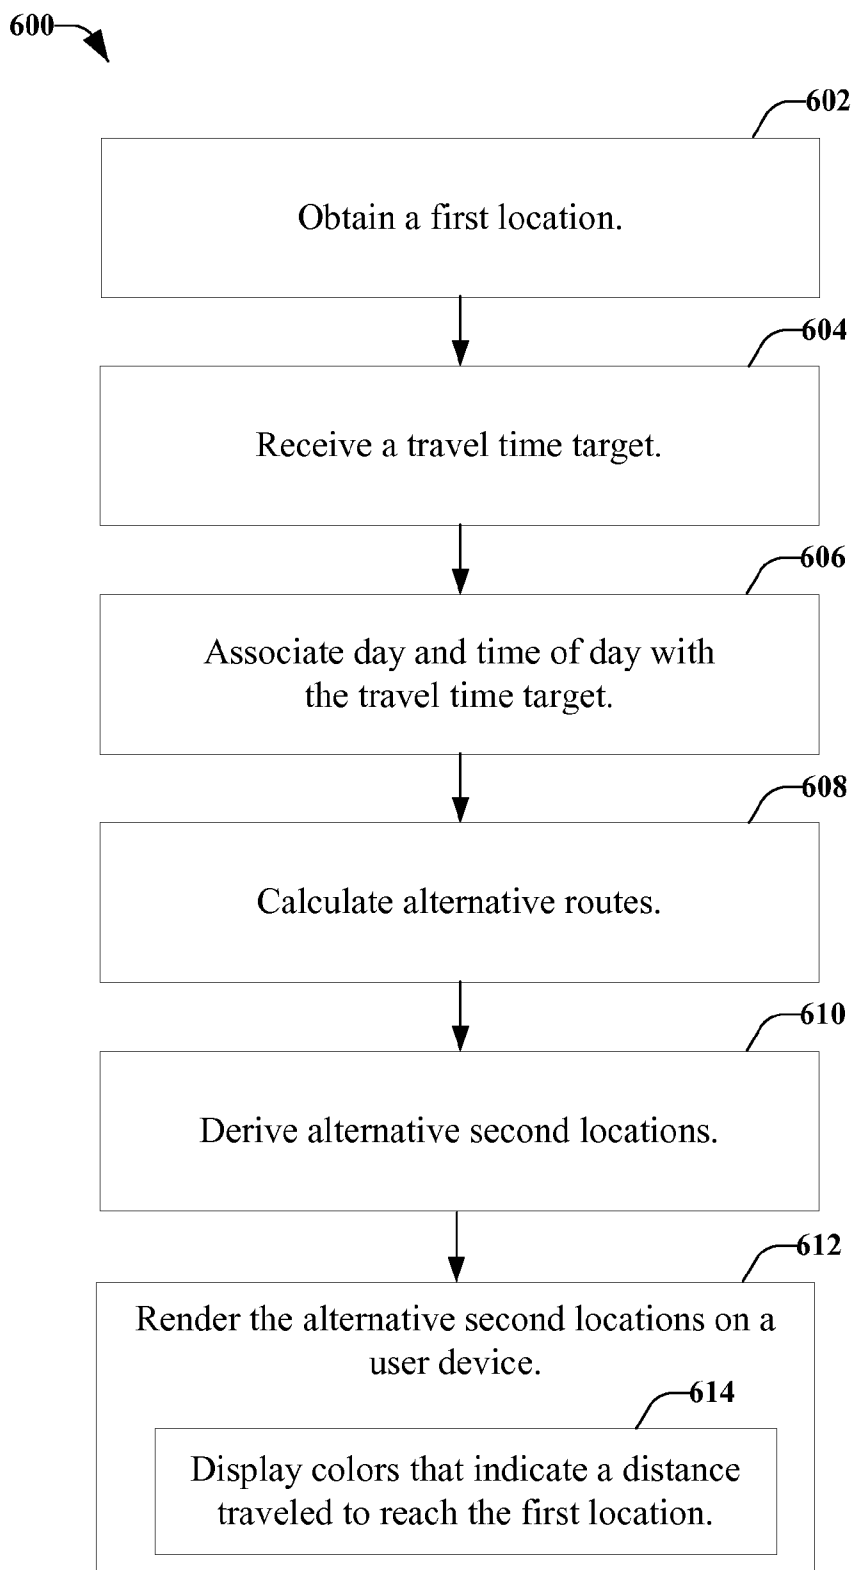 600
602
Obtain a first location.
604
Receive a travel time target.
606
Associate day and time of day with
the travel time target.
608
Calculate alternative routes.
610
Derive alternative second locations.
612
Render the alternative second locations on a
user device.
614
Display colors that indicate a distance
traveled to reach the first location.